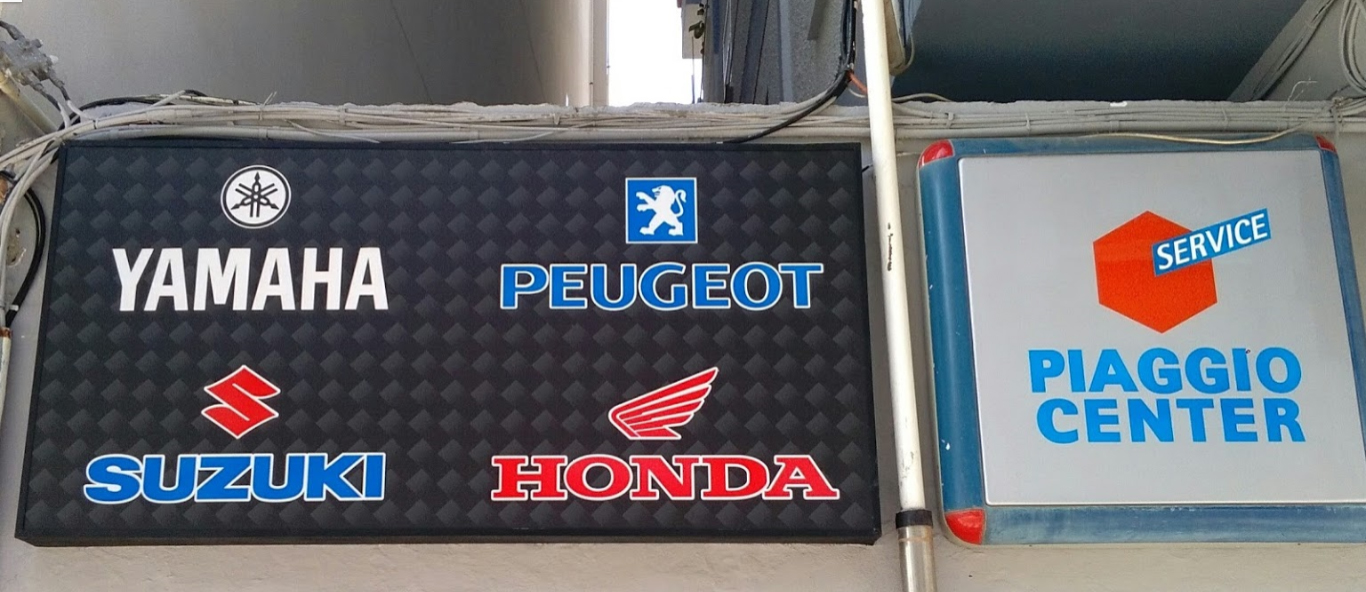 YAMAHA
PEUGEOT
SUZUKI
HONDA
SERVICE
PIAGGIO
CENTER